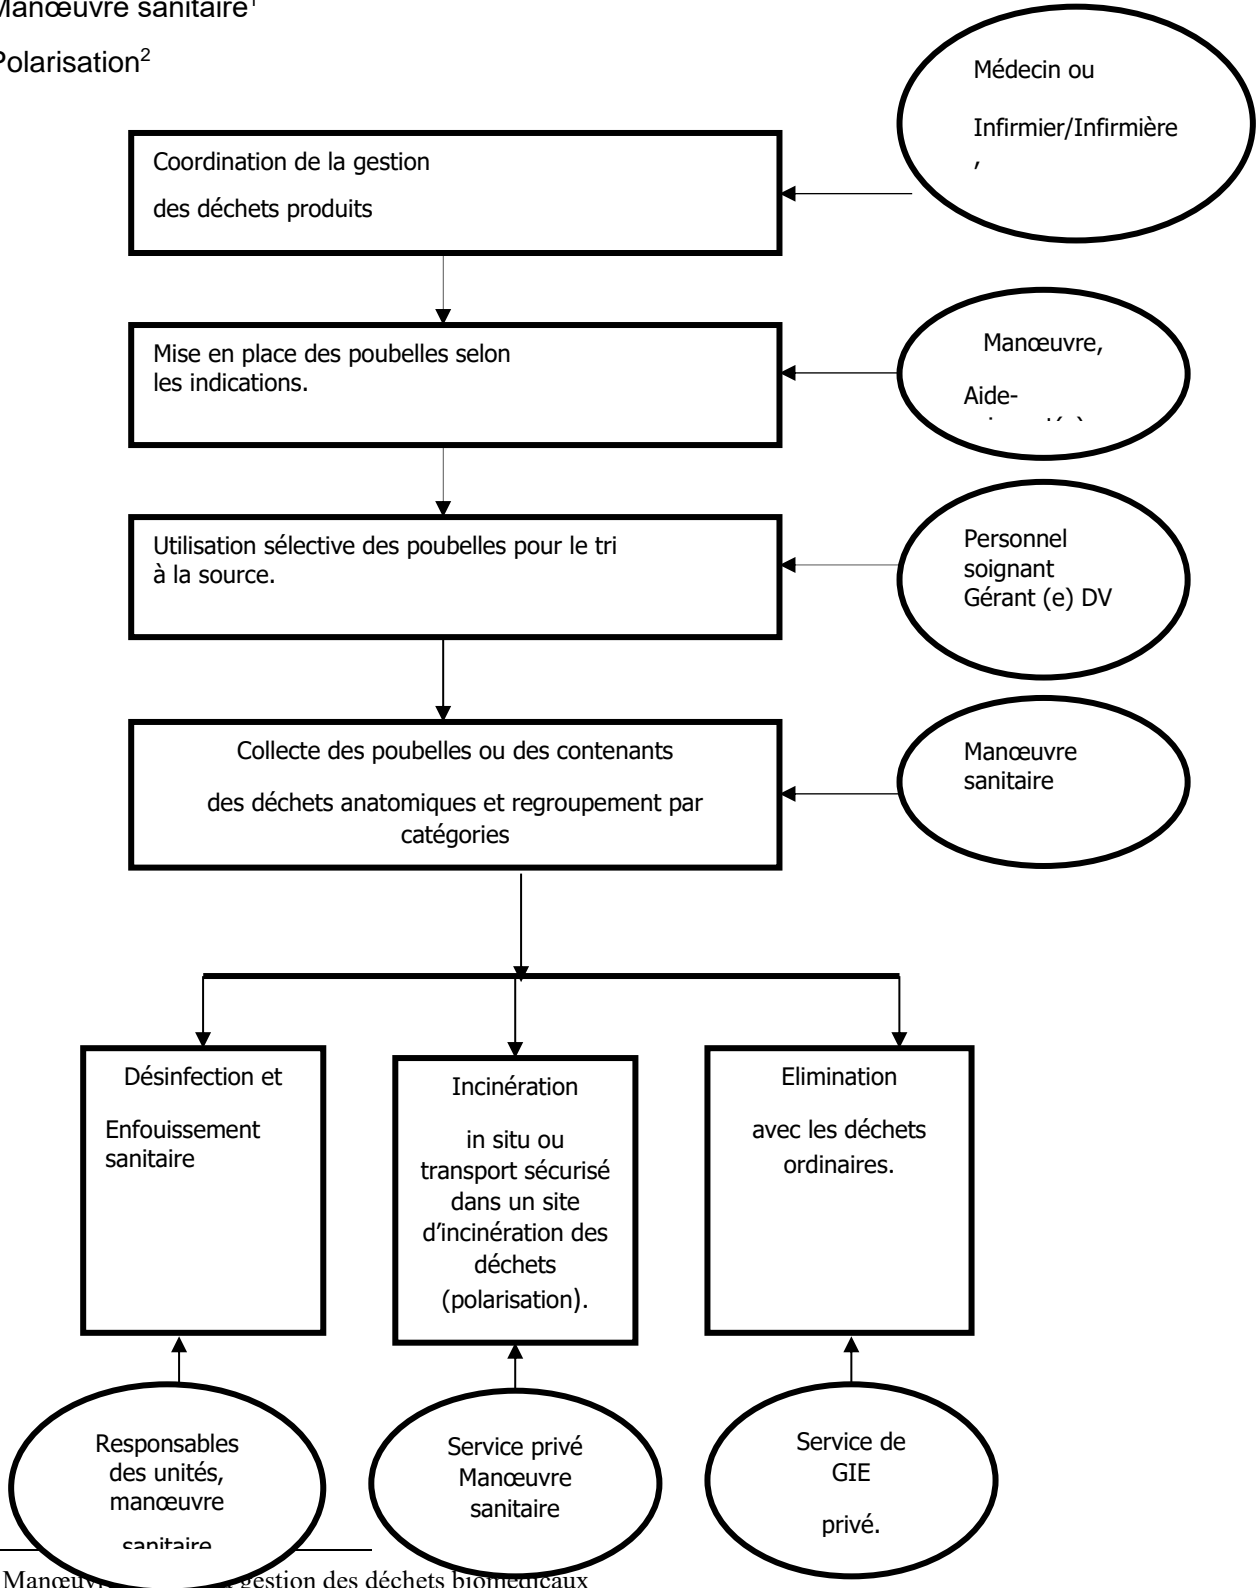 Manœuvre sanitaire¹
Polarisation²
Médecin ou
Infirmier/Infirmière
,
Coordination de la gestion
des déchets produits
Mise en place des poubelles selon
les indications.
Manœuvre,
Aide-
Utilisation sélective des poubelles pour le tri
à la source.
Personnel
soignant
Gérant (e) DV
Collecte des poubelles ou des contenants
des déchets anatomiques et regroupement par
catégories
Manœuvre
sanitaire
Désinfection et
Enfouissement
sanitaire
Incinération
in situ ou
transport sécurisé
dans un site
d’incinération des
déchets
(polarisation).
Elimination
avec les déchets
ordinaires.
Responsables
des unités,
manœuvre
sanitaire
Service privé
Manœuvre
sanitaire
Service de
GIE
privé.
gestion des déchets biomédicaux